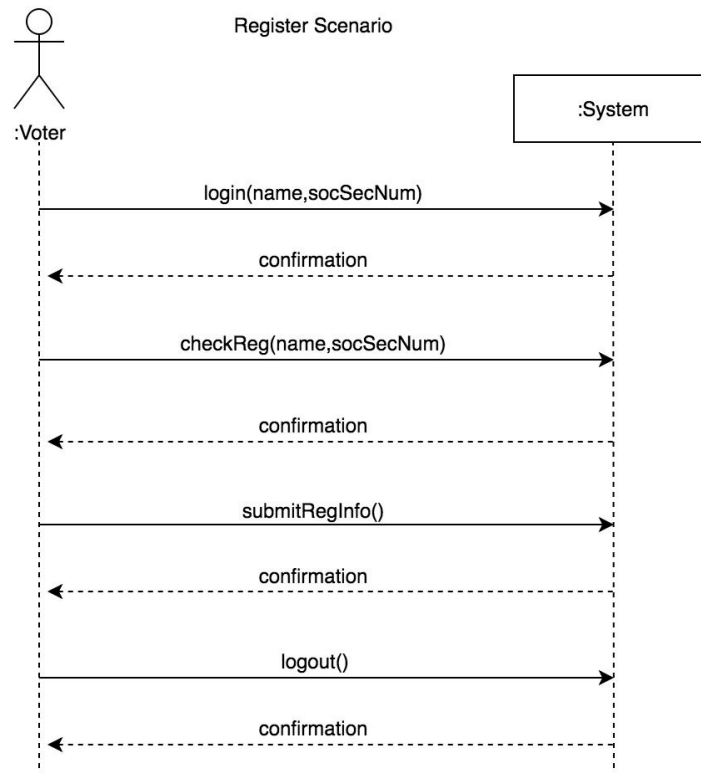 Register Scenario
:Voter
:System
login(name,socSecNum)
confirmation
checkReg(name,socSecNum)
confirmation
submitRegInfo()
confirmation
logout()
confirmation